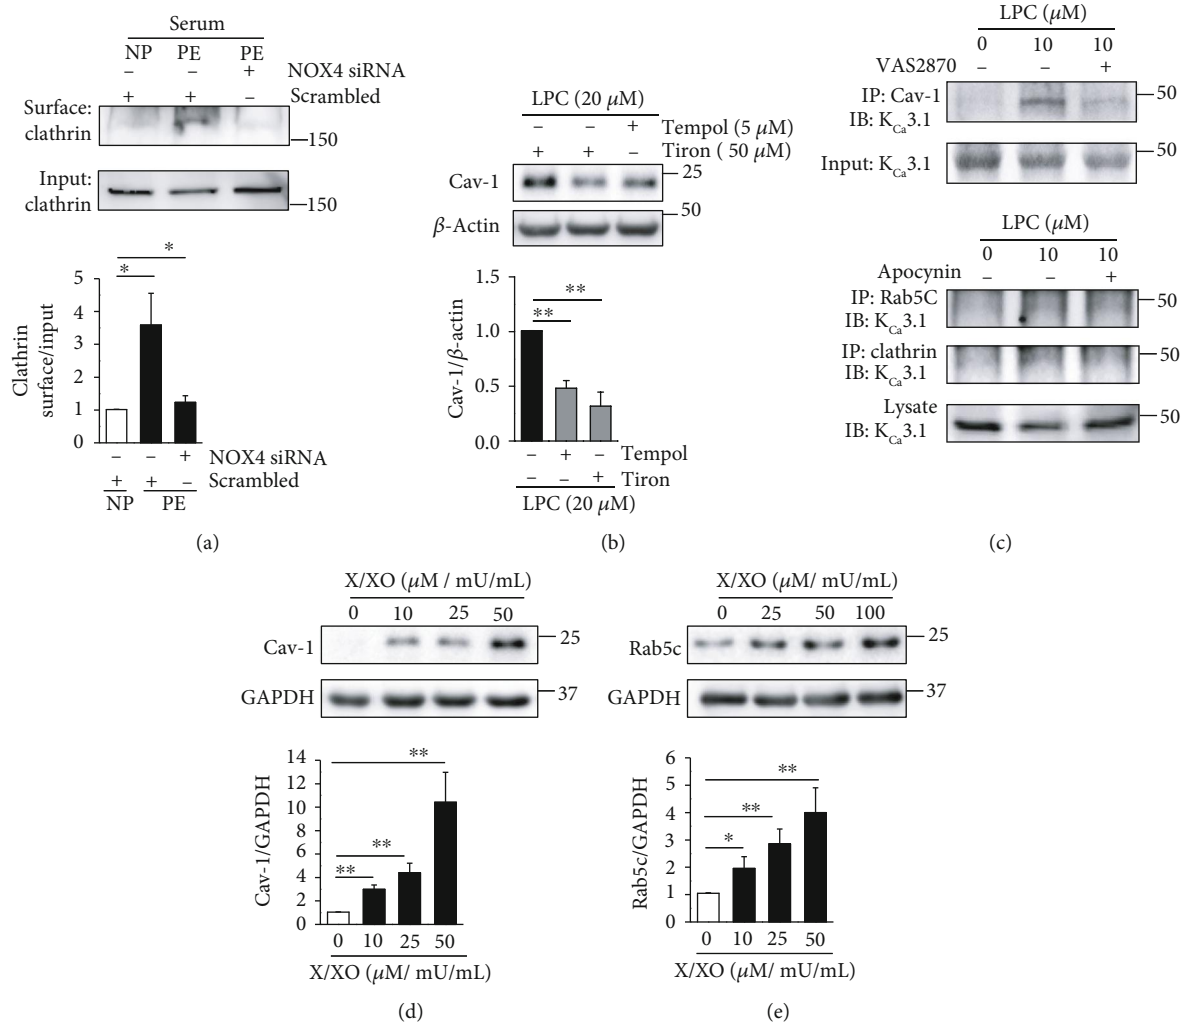 Serum
NP PE PE
– – + NOX4 siRNA
+ + – Scrambled
Surface:
clathrin
150
Input:
clathrin
150
* *
5
4
3
2
1
0
Clathrin
surface/input
– – + NOX4 siRNA
+ + – Scrambled
NP PE
(a)
LPC (20 μM)
– – + Tempol (5 μM)
+ + – Tiron ( 50 μM)
Cav-1
25
β-Actin
50
1.5
1.0
0.5
0.0
Cav-1/β-actin
** **
– + – Tempol
– – + Tiron
LPC (20 μM)
(b)
LPC (μM)
0 10 10
VAS2870 – – +
IP: Cav-1
IB: KCa3.1
50
Input: KCa3.1
50
LPC (μM)
0 10 10
Apocynin – – +
IP: Rab5C
IB: KCa3.1
50
IP: clathrin
IB: KCa3.1
50
Lysate
IB: KCa3.1
50
(c)
X/XO (μM / mU/mL)
0 10 25 50
Cav-1
25
GAPDH
37
14
12
10
8
6
4
2
0
Cav-1/GAPDH
** ** **
0 10 25 50
X/XO (μM/ mU/mL)
(d)
X/XO (μM/ mU/mL)
0 25 50 100
Rab5c
25
GAPDH
37
6
5
4
3
2
1
0
Rab5c/GAPDH
* ** **
0 10 25 50
X/XO (μM/ mU/mL)
(e)